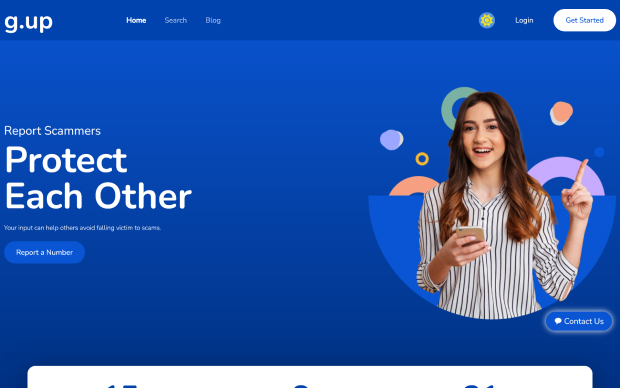 g.up
Home
Search
Blog
Login
Get Started
Report Scammers
Protect
Each Other
Your input can help others avoid falling victim to scams.
Report a Number
Contact Us